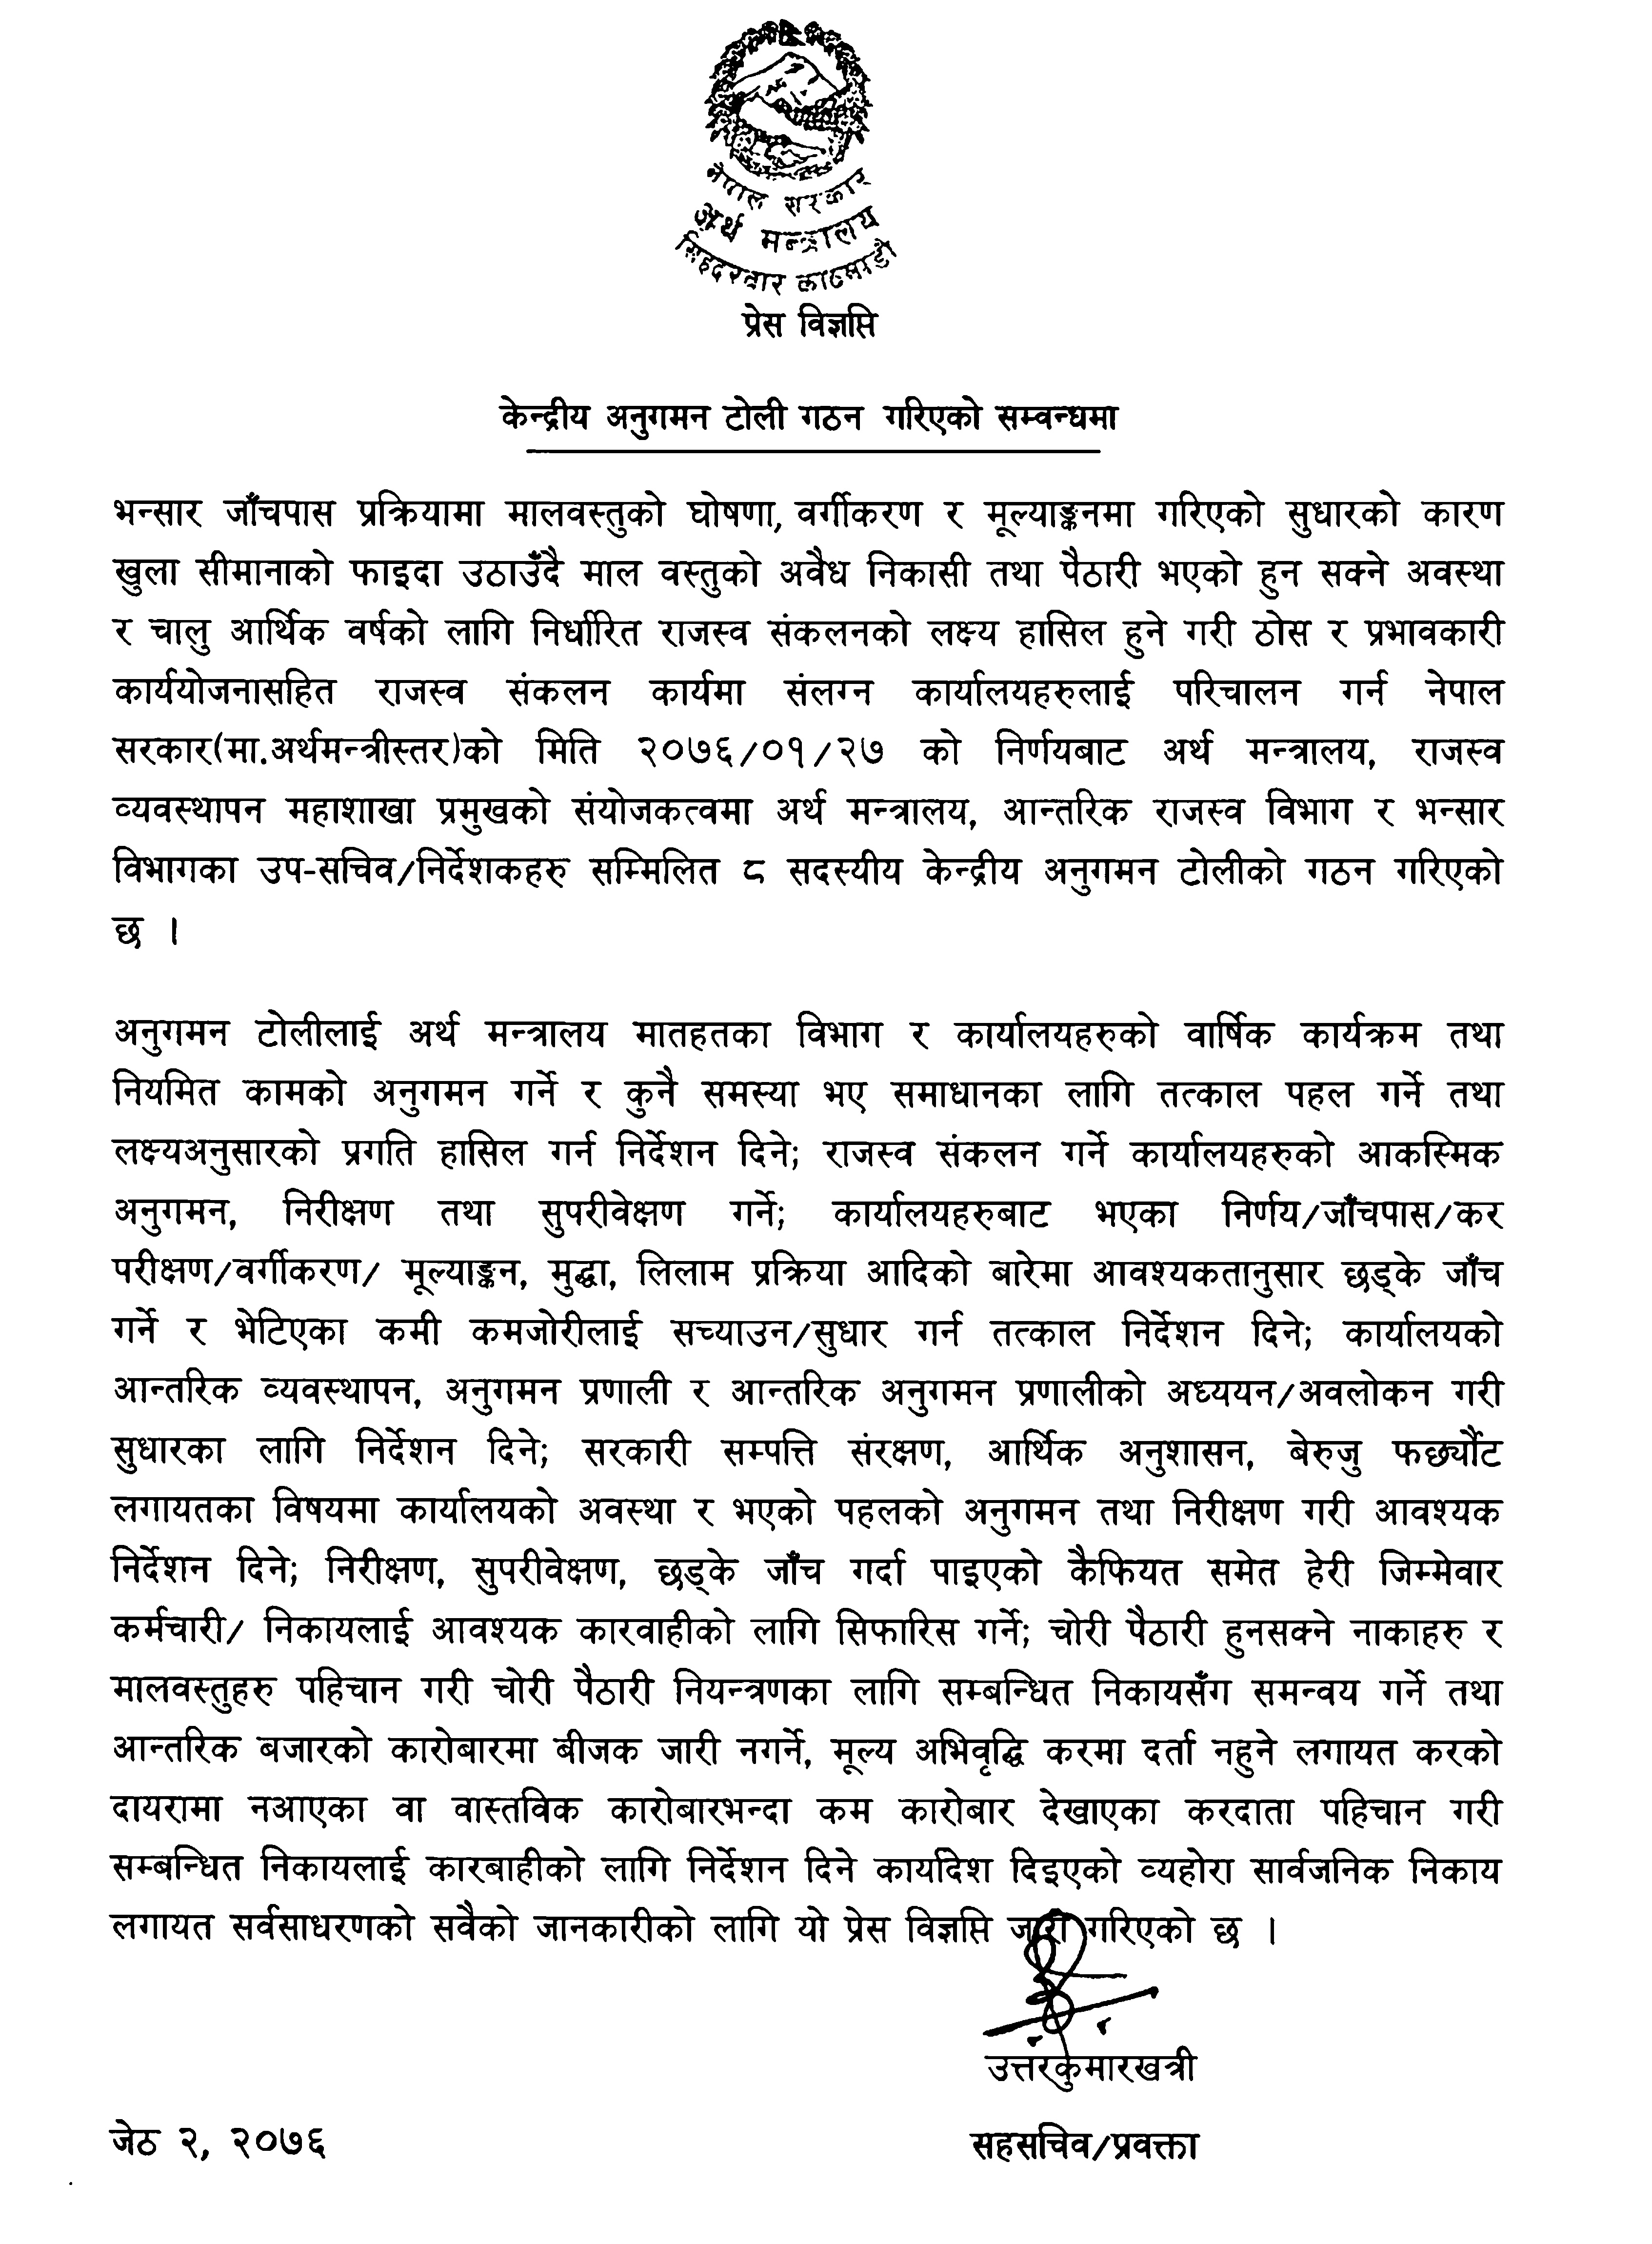 नेपाल सरकार
अर्थ मन्त्रालय
सिंहदरवार काठमाडौं
प्रेस विज्ञप्ति
केन्द्रीय अनुगमन टोली गठन गरिएको सम्वन्धमा
भन्सार जाँचपास प्रक्रियामा मालवस्तुको घोषणा, वर्गीकरण र मूल्याङ्कनमा गरिएको सुधारको कारण
खुला सीमानाको फाइदा उठाउँदै माल वस्तुको अवैध निकासी तथा पैठारी भएको हुन सक्ने अवस्था
र चालु आर्थिक वर्षको लागि निर्धारित राजस्व संकलनको लक्ष्य हासिल हुने गरी ठोस र प्रभावकारी
कार्ययोजनासहित राजस्व संकलन कार्यमा संलग्न कार्यालयहरुलाई परिचालन गर्न नेपाल
सरकार(मा.अर्थमन्त्रीस्तर)को मिति २०७६/०१/२७ को निर्णयबाट अर्थ मन्त्रालय, राजस्व
व्यवस्थापन महाशाखा प्रमुखको संयोजकत्वमा अर्थ मन्त्रालय, आन्तरिक राजस्व विभाग र भन्सार
विभागका उप-सचिव/निर्देशकहरु सम्मिलित ८ सदस्यीय केन्द्रीय अनुगमन टोलीको गठन गरिएको
छ ।
अनुगमन टोलीलाई अर्थ मन्त्रालय मातहतका विभाग र कार्यालयहरुको वार्षिक कार्यक्रम तथा
नियमित कामको अनुगमन गर्ने र कुनै समस्या भए समाधानका लागि तत्काल पहल गर्ने तथा
लक्ष्यअनुसारको प्रगति हासिल गर्न निर्देशन दिने; राजस्व संकलन गर्ने कार्यालयहरुको आकस्मिक
अनुगमन, निरीक्षण तथा सुपरीवेक्षण गर्ने; कार्यालयहरुबाट भएका निर्णय/जाँचपास/कर
परीक्षण/वर्गीकरण/ मूल्याङ्कन, मुद्धा, लिलाम प्रक्रिया आदिको बारेमा आवश्यकतानुसार छड्के जाँच
गर्ने र भेटिएका कमी कमजोरीलाई सच्याउन/सुधार गर्न तत्काल निर्देशन दिने; कार्यालयको
आन्तरिक व्यवस्थापन, अनुगमन प्रणाली र आन्तरिक अनुगमन प्रणालीको अध्ययन/अवलोकन गरी
सुधारका लागि निर्देशन दिने; सरकारी सम्पत्ति संरक्षण, आर्थिक अनुशासन, बेरुजु फर्छ्यौट
लगायतका विषयमा कार्यालयको अवस्था र भएको पहलको अनुगमन तथा निरीक्षण गरी आवश्यक
निर्देशन दिने; निरीक्षण, सुपरीवेक्षण, छड्के जाँच गर्दा पाइएको कैफियत समेत हेरी जिम्मेवार
कर्मचारी/ निकायलाई आवश्यक कारवाहीको लागि सिफारिस गर्ने; चोरी पैठारी हुनसक्ने नाकाहरु र
मालवस्तुहरु पहिचान गरी चोरी पैठारी नियन्त्रणका लागि सम्बन्धित निकायसँग समन्वय गर्ने तथा
आन्तरिक बजारको कारोबारमा बीजक जारी नगर्ने, मूल्य अभिवृद्धि करमा दर्ता नहुने लगायत करको
दायरामा नआएका वा वास्तविक कारोबारभन्दा कम कारोबार देखाएका करदाता पहिचान गरी
सम्बन्धित निकायलाई कारबाहीको लागि निर्देशन दिने कार्यादेश दिइएको व्यहोरा सार्वजनिक निकाय
लगायत सर्वसाधरणको सवैको जानकारीको लागि यो प्रेस विज्ञप्ति जारी गरिएको छ ।
उत्तरकुमारखत्री
जेठ २, २०७६ सहसचिव/प्रवक्ता